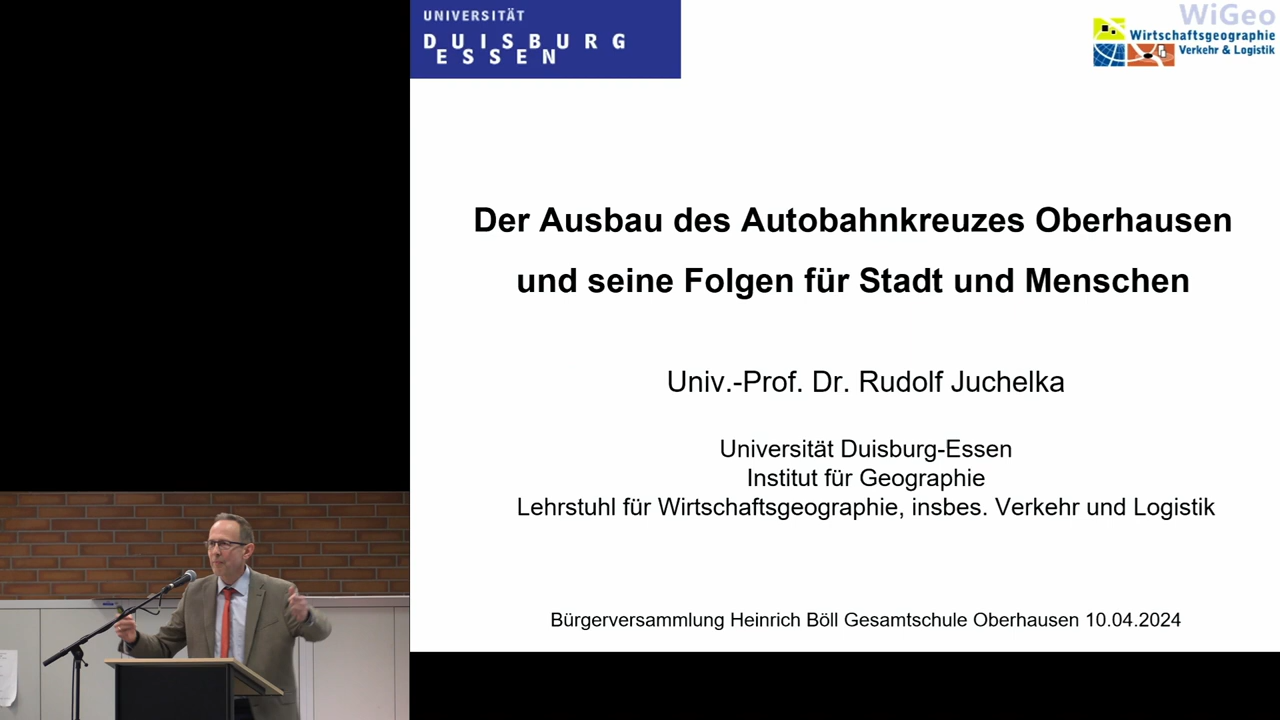 UNIVERSITÄT
DUISBURG
ESSEN
WiGeo
Wirtschaftsgeographie
Verkehr & Logistik
Der Ausbau des Autobahnkreuzes Oberhausen
und seine Folgen für Stadt und Menschen
Univ.-Prof. Dr. Rudolf Juchelka
Universität Duisburg-Essen
Institut für Geographie
Lehrstuhl für Wirtschaftsgeographie, insbes. Verkehr und Logistik
Bürgerversammlung Heinrich Böll Gesamtschule Oberhausen 10.04.2024